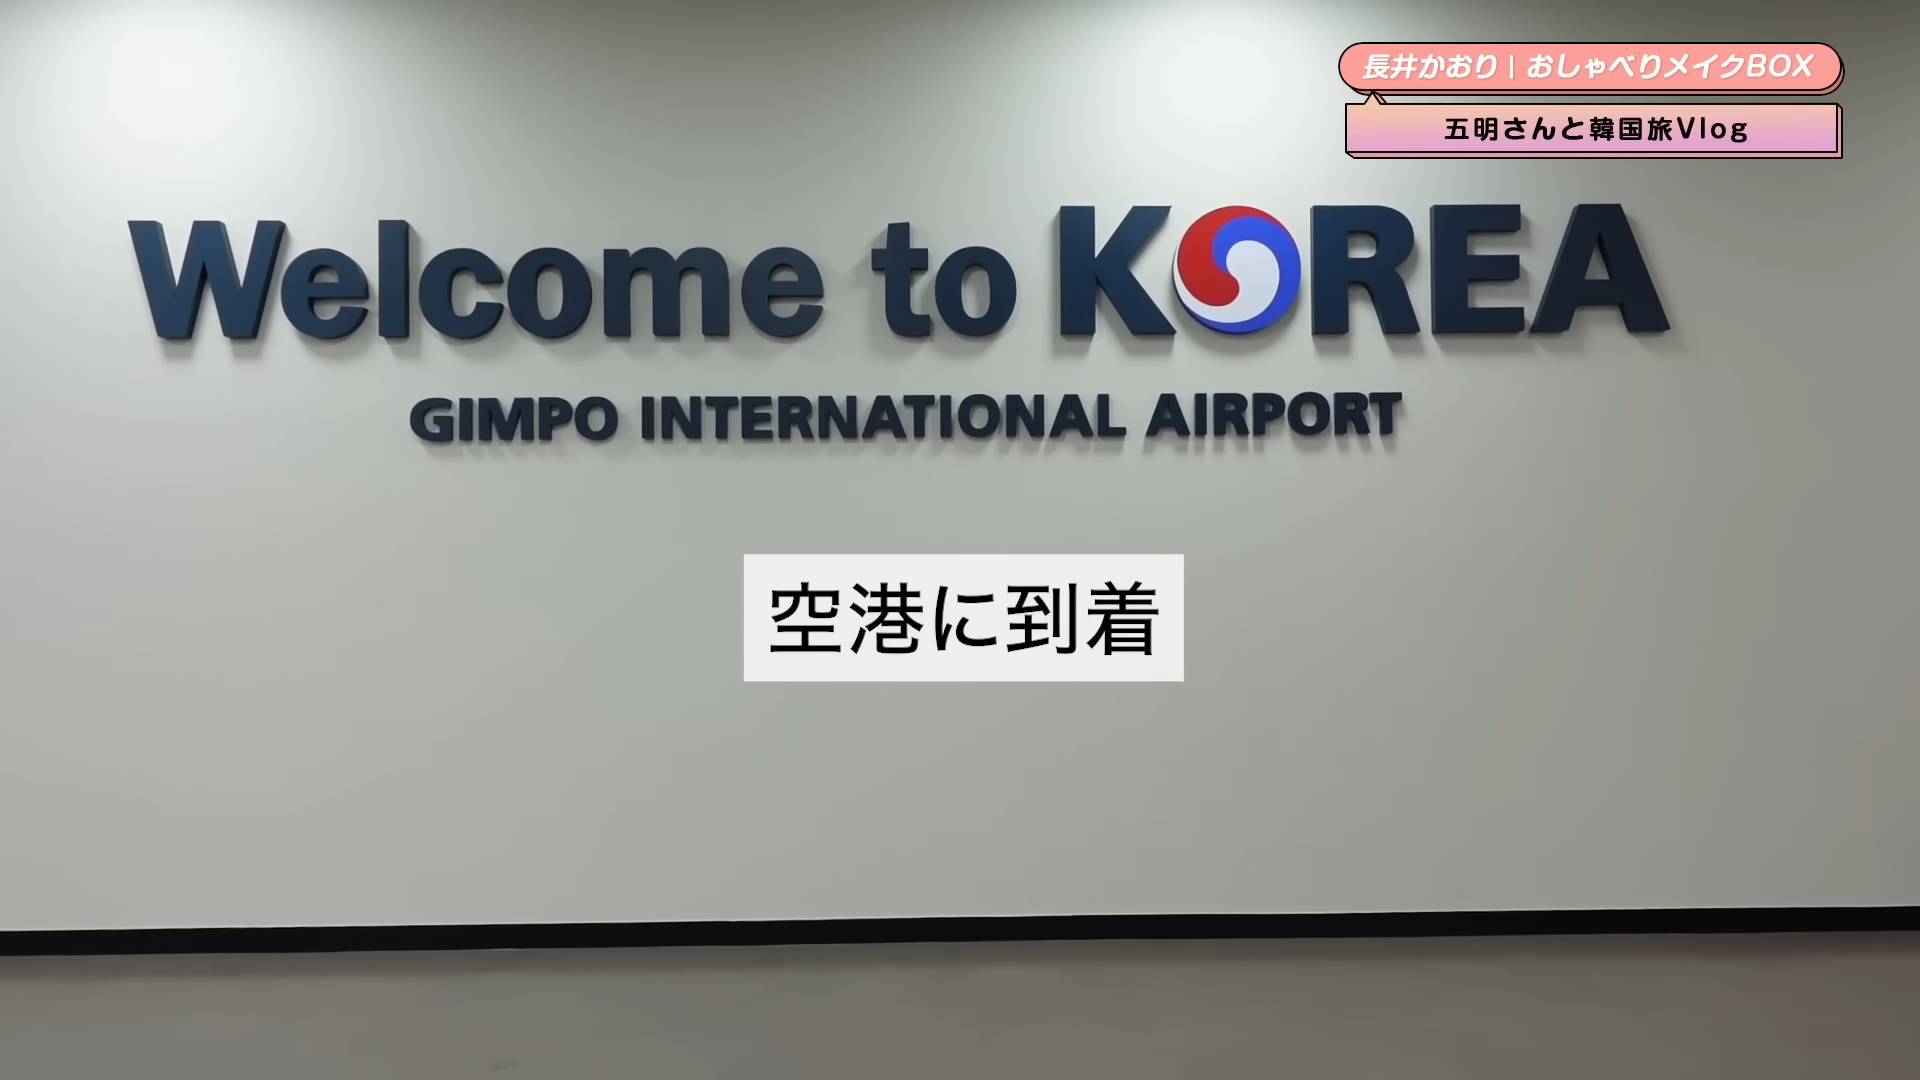 長井かおり | おしゃべりメイクBOX
五明さんと韓国旅Vlog
Welcome to KOREA
GIMPO INTERNATIONAL AIRPORT
空港に到着